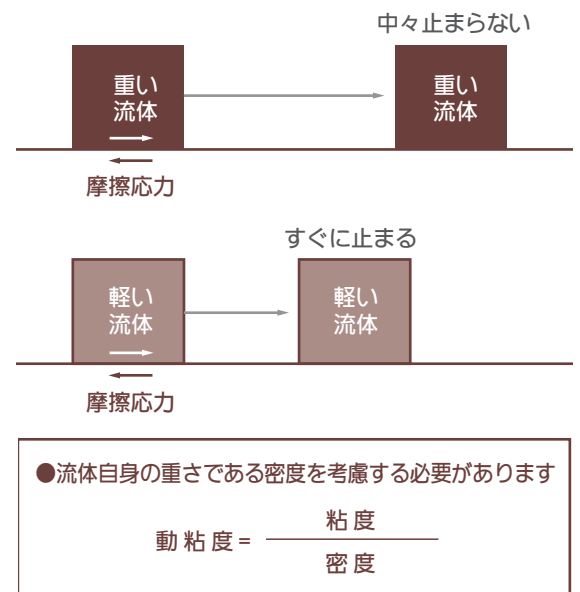 中々止まらない
重い
流体
重い
流体
摩擦応力
すぐに止まる
軽い
流体
軽い
流体
摩擦応力
●流体自身の重さである密度を考慮する必要があります
動粘度=
粘度
密度